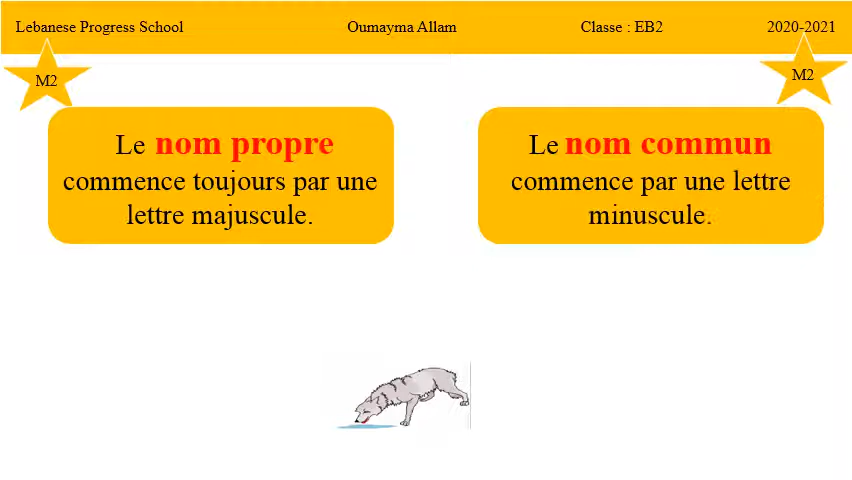 Lebanese Progress School Oumayma Allam Classe : EB2 2020-2021
M2
M2
Le nom propre
commence toujours par une
lettre majuscule.
Le nom commun
commence par une lettre
minuscule.